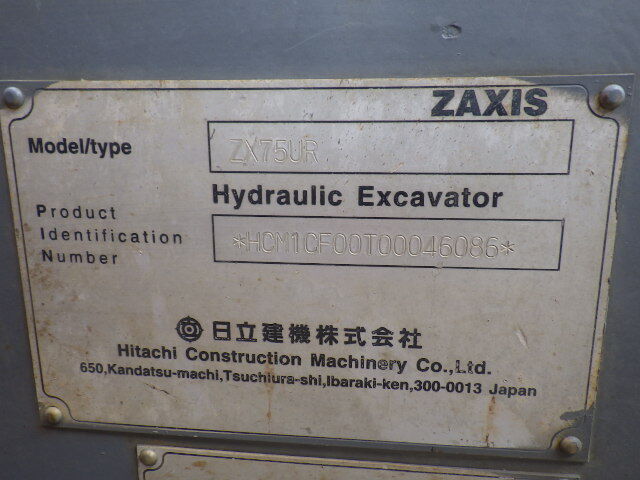 ZAXIS
Model/type ZX75UR
Hydraulic Excavator
Product
Identification
Number
*HCM1CF00T00046086*
日立建機株式会社
Hitachi Construction Machinery Co.,Ltd.
650,Kandatsu-machi,Tsuchiura-shi,Ibaraki-ken,300-0013 Japan